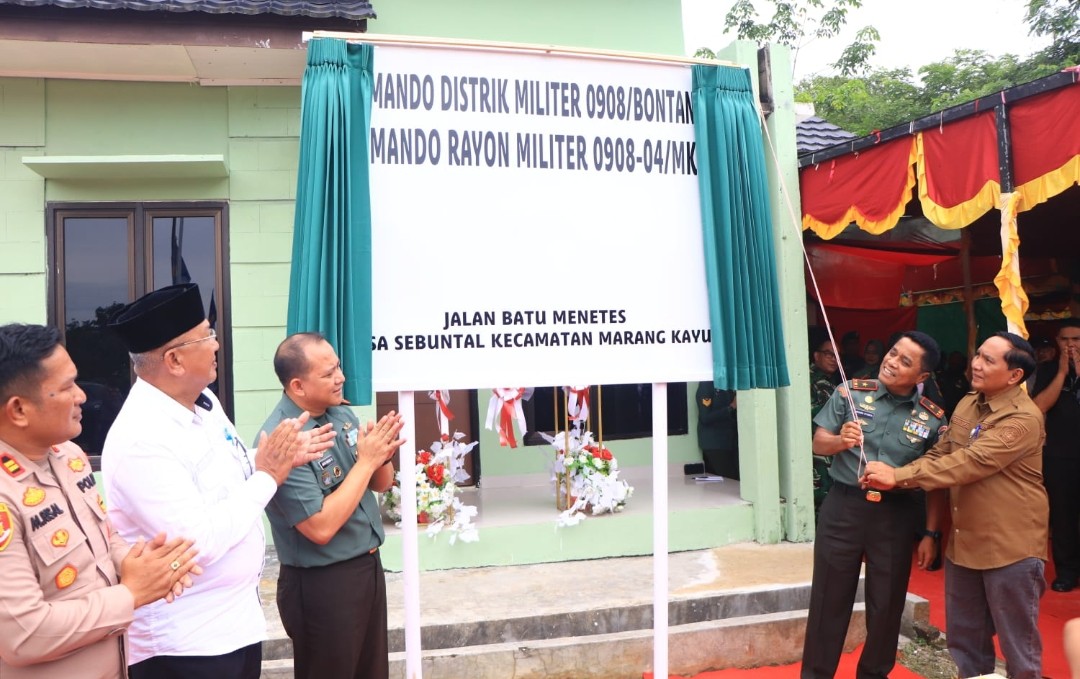 MANDO DISTRIK MILITER 0908/BONTAN
MANDO RAYON MILITER 0908-04/MK
JALAN BATU MENETES
SA SEBUNTAL KECAMATAN MARANG KAYU